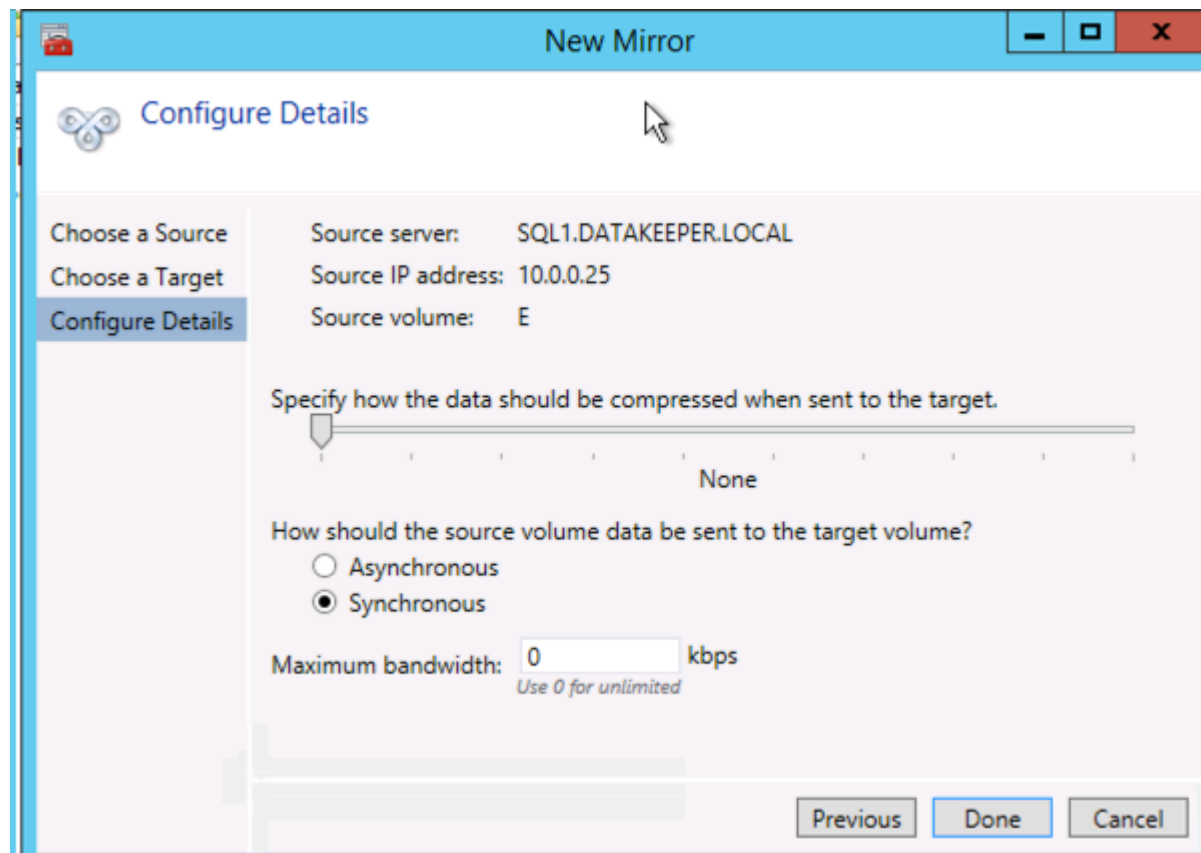 New Mirror
Configure Details
Choose a Source
Choose a Target
Configure Details
Source server: SQL1.DATAKEEPER.LOCAL
Source IP address: 10.0.0.25
Source volume: E
Specify how the data should be compressed when sent to the target.
None
How should the source volume data be sent to the target volume?
Asynchronous
Synchronous
Maximum bandwidth: 0 kbps
Use 0 for unlimited
Previous Done Cancel